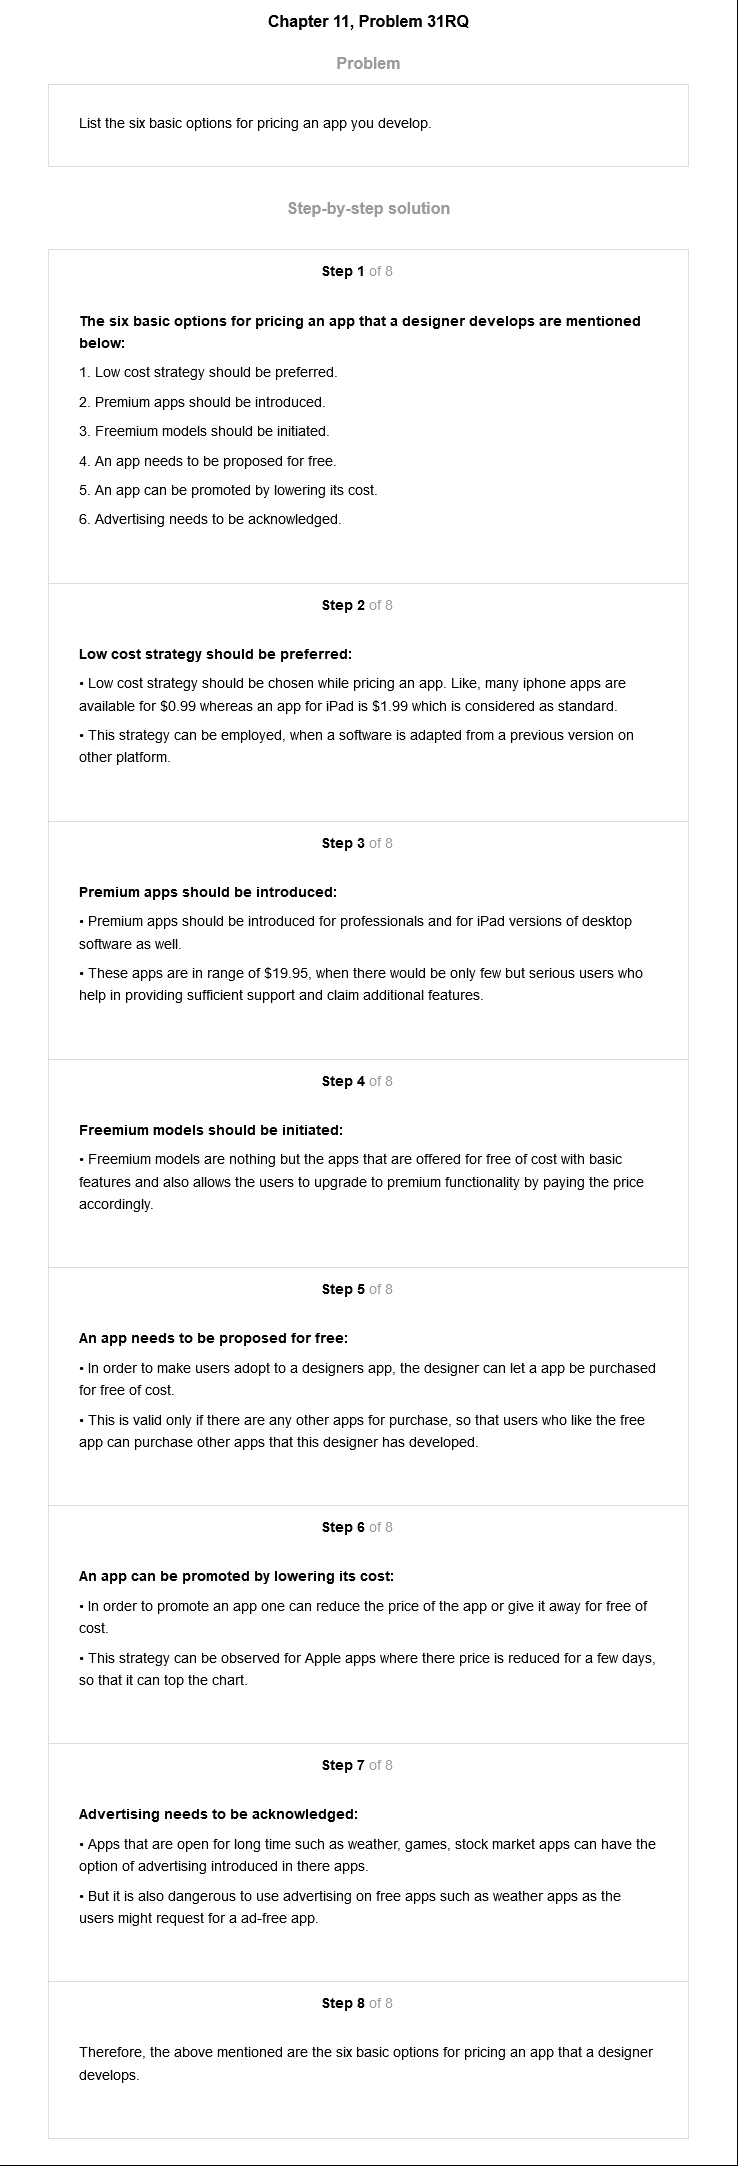 Chapter 11, Problem 31RQ
Problem
List the six basic options for pricing an app you develop.
Step-by-step solution
Step 1 of 8
The six basic options for pricing an app that a designer develops are mentioned
below:
1. Low cost strategy should be preferred.
2. Premium apps should be introduced.
3. Freemium models should be initiated.
4. An app needs to be proposed for free.
5. An app can be promoted by lowering its cost.
6. Advertising needs to be acknowledged.
Step 2 of 8
Low cost strategy should be preferred:
• Low cost strategy should be chosen while pricing an app. Like, many iphone apps are
available for $0.99 whereas an app for iPad is $1.99 which is considered as standard.
• This strategy can be employed, when a software is adapted from a previous version on
other platform.
Step 3 of 8
Premium apps should be introduced:
• Premium apps should be introduced for professionals and for iPad versions of desktop
software as well.
• These apps are in range of $19.95, when there would be only few but serious users who
help in providing sufficient support and claim additional features.
Step 4 of 8
Freemium models should be initiated:
• Freemium models are nothing but the apps that are offered for free of cost with basic
features and also allows the users to upgrade to premium functionality by paying the price
accordingly.
Step 5 of 8
An app needs to be proposed for free:
• In order to make users adopt to a designers app, the designer can let a app be purchased
for free of cost.
• This is valid only if there are any other apps for purchase, so that users who like the free
app can purchase other apps that this designer has developed.
Step 6 of 8
An app can be promoted by lowering its cost:
• In order to promote an app one can reduce the price of the app or give it away for free of
cost.
• This strategy can be observed for Apple apps where there price is reduced for a few days,
so that it can top the chart.
Step 7 of 8
Advertising needs to be acknowledged:
• Apps that are open for long time such as weather, games, stock market apps can have the
option of advertising introduced in there apps.
• But it is also dangerous to use advertising on free apps such as weather apps as the
users might request for a ad-free app.
Step 8 of 8
Therefore, the above mentioned are the six basic options for pricing an app that a designer
develops.